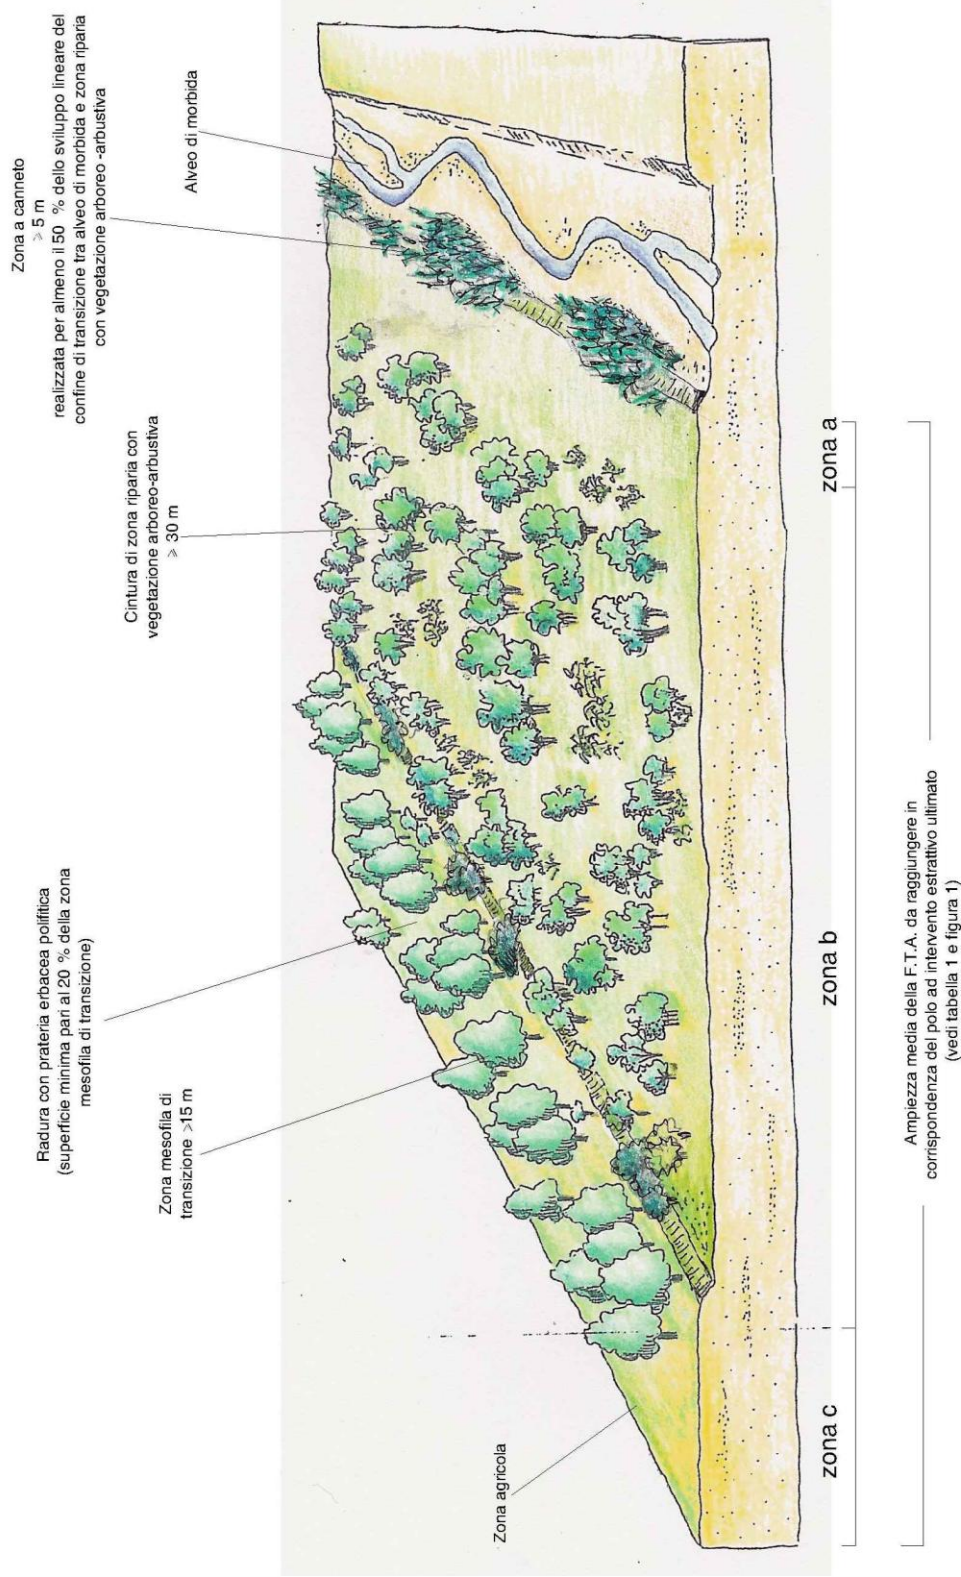 Zona a canneto
> 5 m
realizzata per almeno il 50 % dello sviluppo lineare del
confine di transizione tra alveo di morbida e zona riparia
con vegetazione arboreo -arbustiva
Alveo di morbida
Cintura di zona riparia con
vegetazione arboreo-arbustiva
⩾ 30 m
Radura con prateria erbacea polifitica
(superficie minima pari al 20 % della zona
mesofila di transizione)
Zona mesofila di
transizione >15 m
Zona agricola
zona c
zona b
zona a
Ampiezza media della F.T.A. da raggiungere in
corrispondenza del polo ad intervento estrattivo ultimato
(vedi tabella 1 e figura 1)